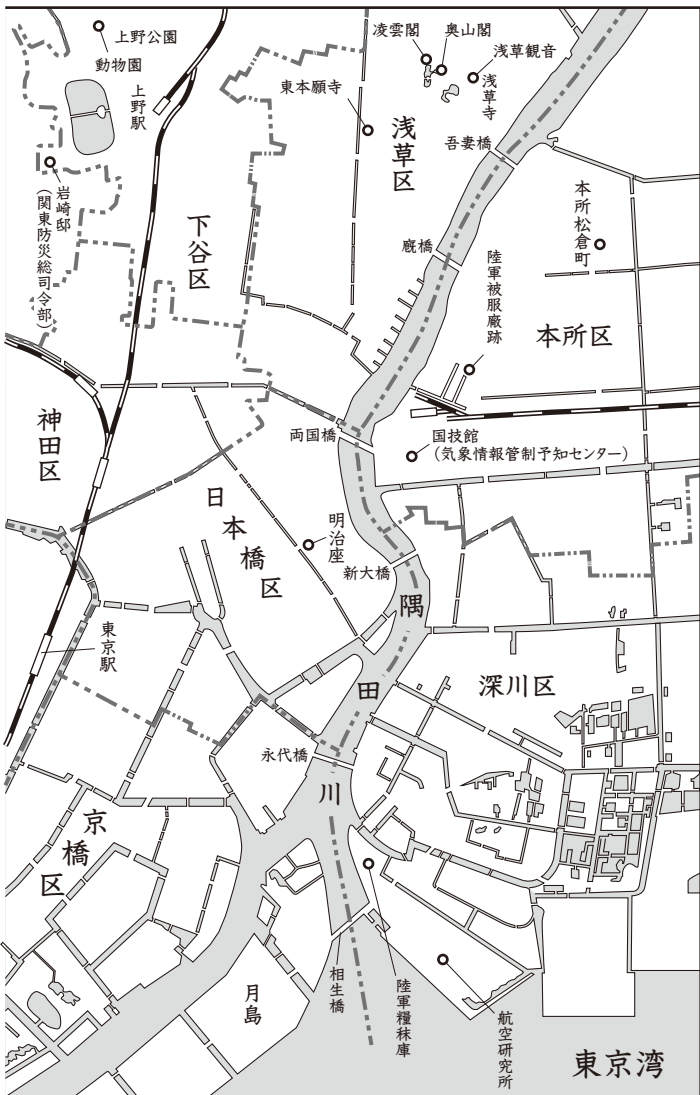 凌雲閣
奥山閣
上野公園
浅草観音
動物園
浅草寺
上野駅
東本願寺
浅草区
吾妻橋
岩崎邸
(関東防災総司令部)
本所松倉町
下谷区
厩橋
陸軍被服廠跡
本所区
神田区
両国橋
国技館
(気象情報管制予知センター)
日本橋区
明治座
新大橋
隅田川
東京駅
深川区
永代橋
京橋区
相生橋
月島
陸軍糧秣庫
航空研究所
東京湾